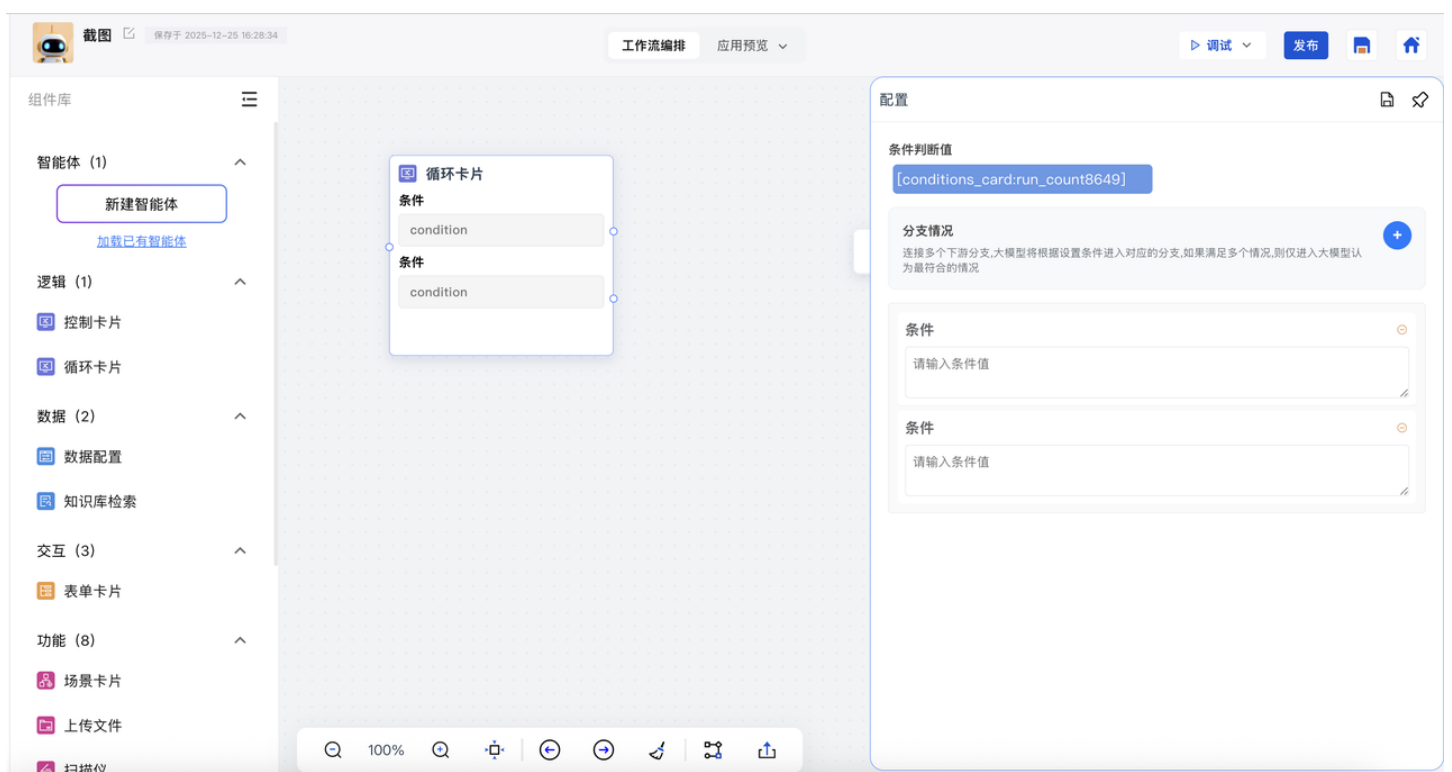 截图
保存于 2025-12-25 16:28:34
工作流编排
应用预览
调试
发布
组件库
智能体 (1)
新建智能体
加载已有智能体
逻辑 (1)
控制卡片
循环卡片
数据 (2)
数据配置
知识库检索
交互 (3)
表单卡片
功能 (8)
场景卡片
上传文件
扫描仪
循环卡片
条件
condition
条件
condition
100%
配置
条件判断值
[conditions_card:run_count8649]
分支情况
连接多个下游分支,大模型将根据设置条件进入对应的分支,如果满足多个情况,则仅进入大模型认
为最符合的情况
条件
请输入条件值
条件
请输入条件值